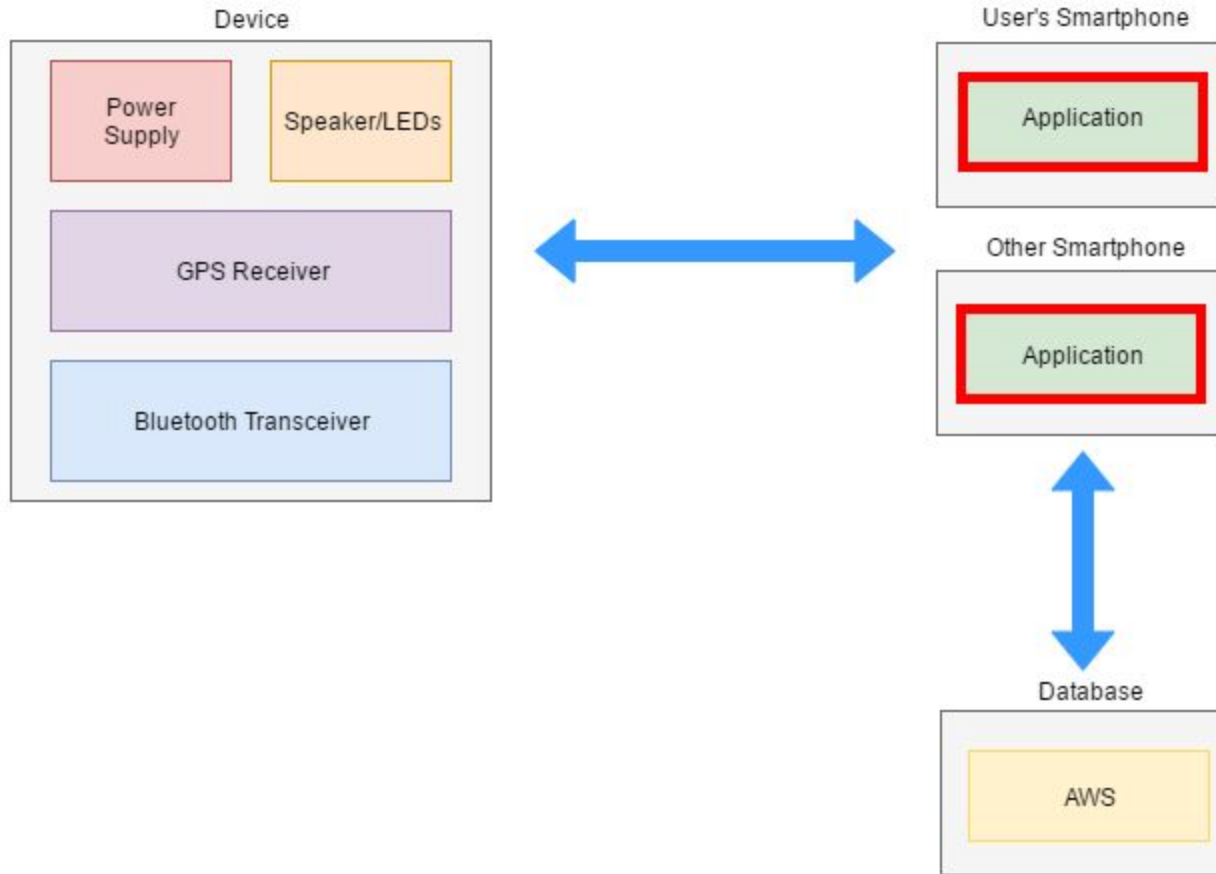 Device
Power
Supply
Speaker/LEDs
GPS Receiver
Bluetooth Transceiver
User's Smartphone
Application
Other Smartphone
Application
Database
AWS